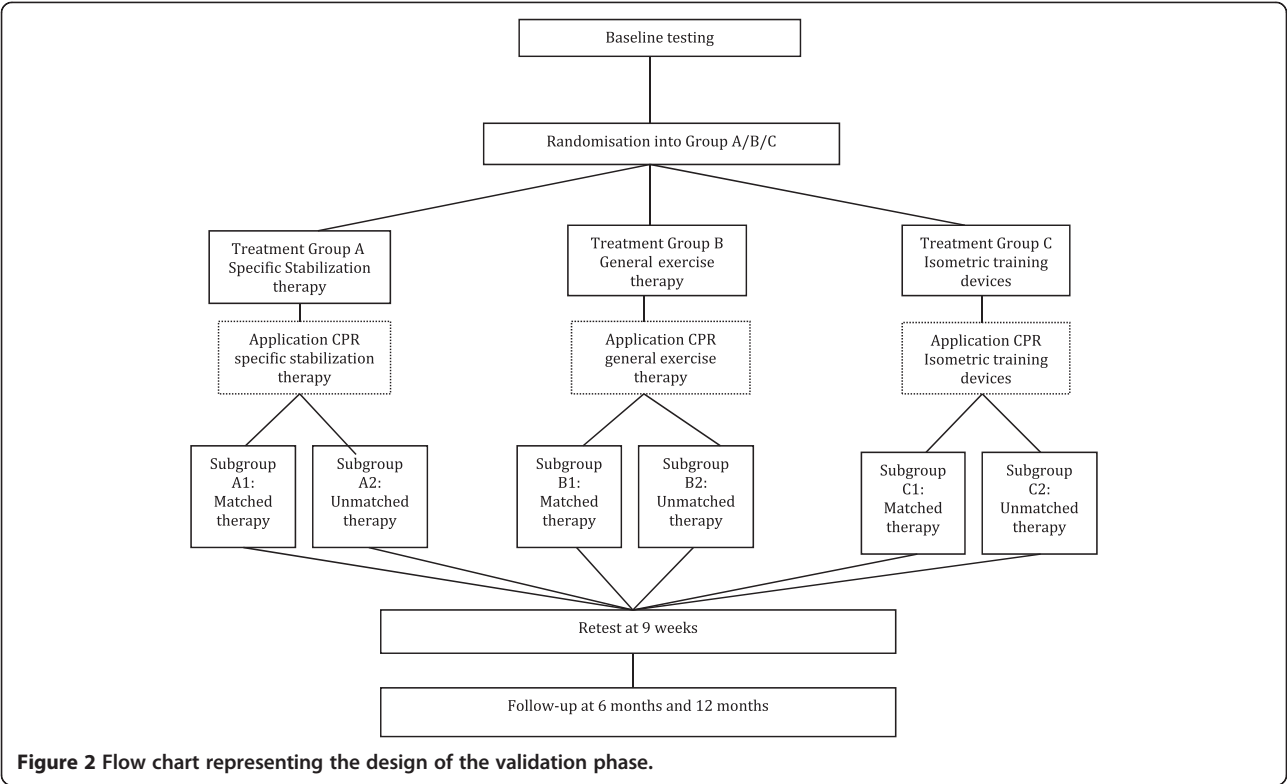 Baseline testing
Randomisation into Group A/B/C
Treatment Group A
Specific Stabilization
therapy
Treatment Group B
General exercise
therapy
Treatment Group C
Isometric training
devices
Application CPR
specific stabilization
therapy
Application CPR
general exercise
therapy
Application CPR
Isometric training
devices
Subgroup
A1:
Matched
therapy
Subgroup
A2:
Unmatched
therapy
Subgroup
B1:
Matched
therapy
Subgroup
B2:
Unmatched
therapy
Subgroup
C1:
Matched
therapy
Subgroup
C2:
Unmatched
therapy
Retest at 9 weeks
Follow-up at 6 months and 12 months
Figure 2 Flow chart representing the design of the validation phase.